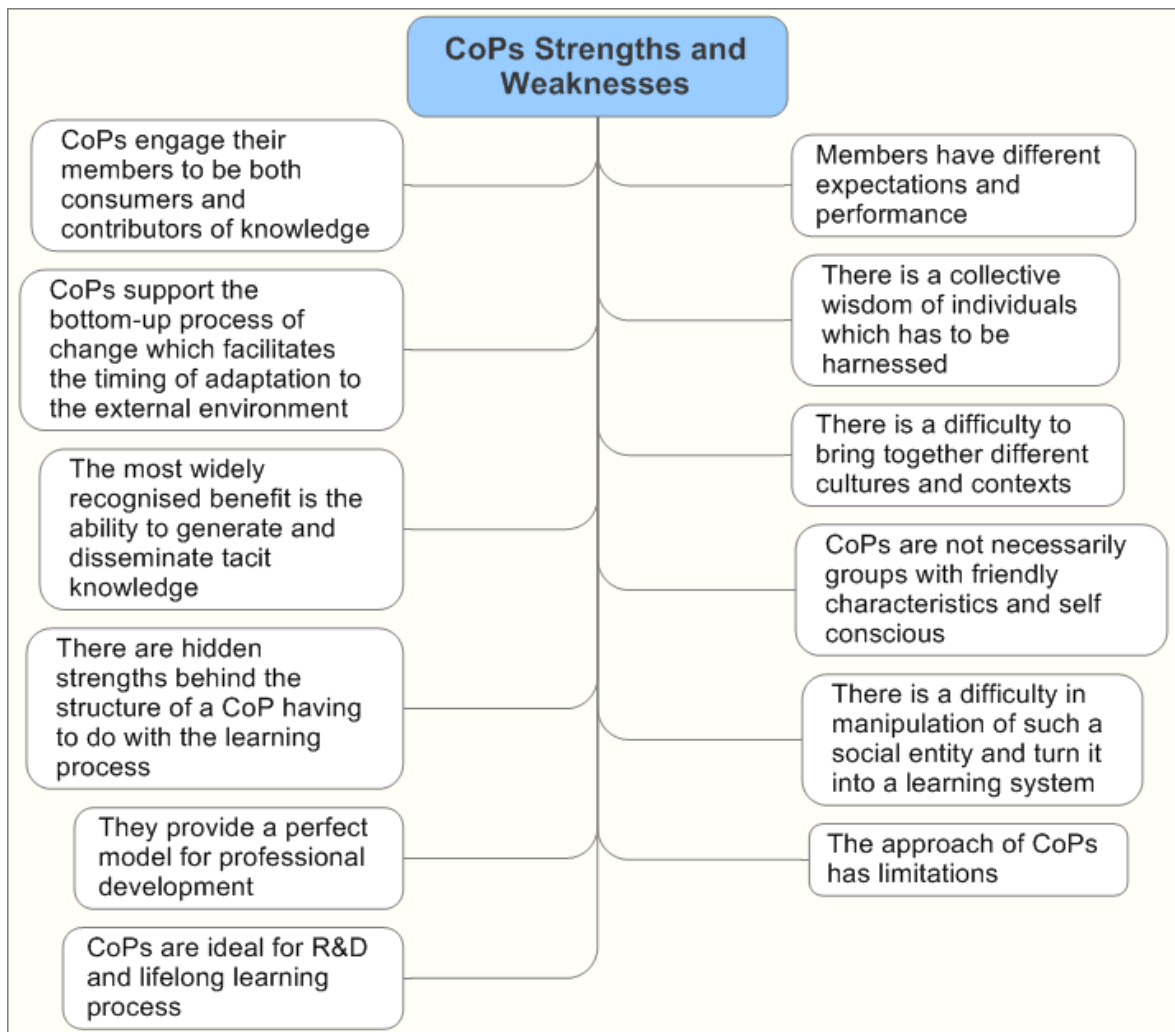 CoPs Strengths and
Weaknesses
CoPs engage their
members to be both
consumers and
contributors of knowledge
CoPs support the
bottom-up process of
change which facilitates
the timing of adaptation to
the external environment
The most widely
recognised benefit is the
ability to generate and
disseminate tacit
knowledge
There are hidden
strengths behind the
structure of a CoP having
to do with the learning
process
They provide a perfect
model for professional
development
CoPs are ideal for R&D
and lifelong learning
process
Members have different
expectations and
performance
There is a collective
wisdom of individuals
which has to be
harnessed
There is a difficulty to
bring together different
cultures and contexts
CoPs are not necessarily
groups with friendly
characteristics and self
conscious
There is a difficulty in
manipulation of such a
social entity and turn it
into a learning system
The approach of CoPs
has limitations